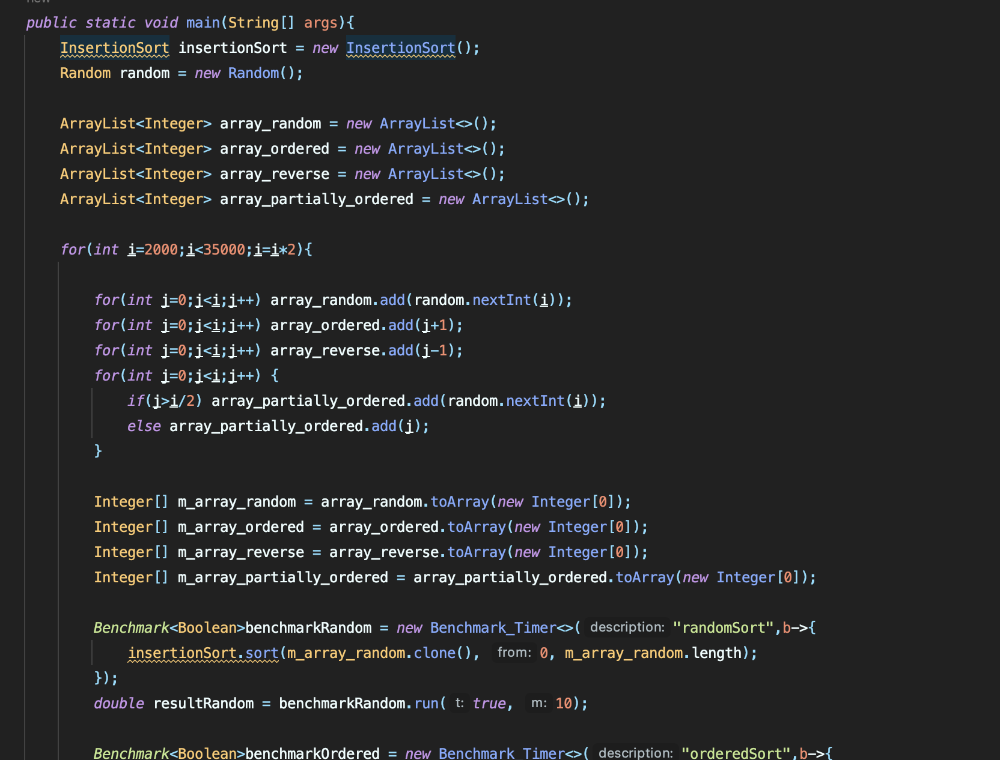 new
public static void main(String[] args){
InsertionSort insertionSort = new InsertionSort();
Random random = new Random();
ArrayList<Integer> array_random = new ArrayList<>();
ArrayList<Integer> array_ordered = new ArrayList<>();
ArrayList<Integer> array_reverse = new ArrayList<>();
ArrayList<Integer> array_partially_ordered = new ArrayList<>();
for(int i=2000;i<35000;i=i*2){
for(int j=0;j<i;j++) array_random.add(random.nextInt(i));
for(int j=0;j<i;j++) array_ordered.add(j+1);
for(int j=0;j<i;j++) array_reverse.add(j-1);
for(int j=0;j<i;j++) {
if(j>i/2) array_partially_ordered.add(random.nextInt(i));
else array_partially_ordered.add(j);
}
Integer[] m_array_random = array_random.toArray(new Integer[0]);
Integer[] m_array_ordered = array_ordered.toArray(new Integer[0]);
Integer[] m_array_reverse = array_reverse.toArray(new Integer[0]);
Integer[] m_array_partially_ordered = array_partially_ordered.toArray(new Integer[0]);
Benchmark<Boolean>benchmarkRandom = new Benchmark_Timer<>( description: "randomSort",b->{
insertionSort.sort(m_array_random.clone(), from: 0, m_array_random.length);
});
double resultRandom = benchmarkRandom.run( t: true, m: 10);
Benchmark<Boolean>benchmarkOrdered = new Benchmark_Timer<>( description: "orderedSort",b->{